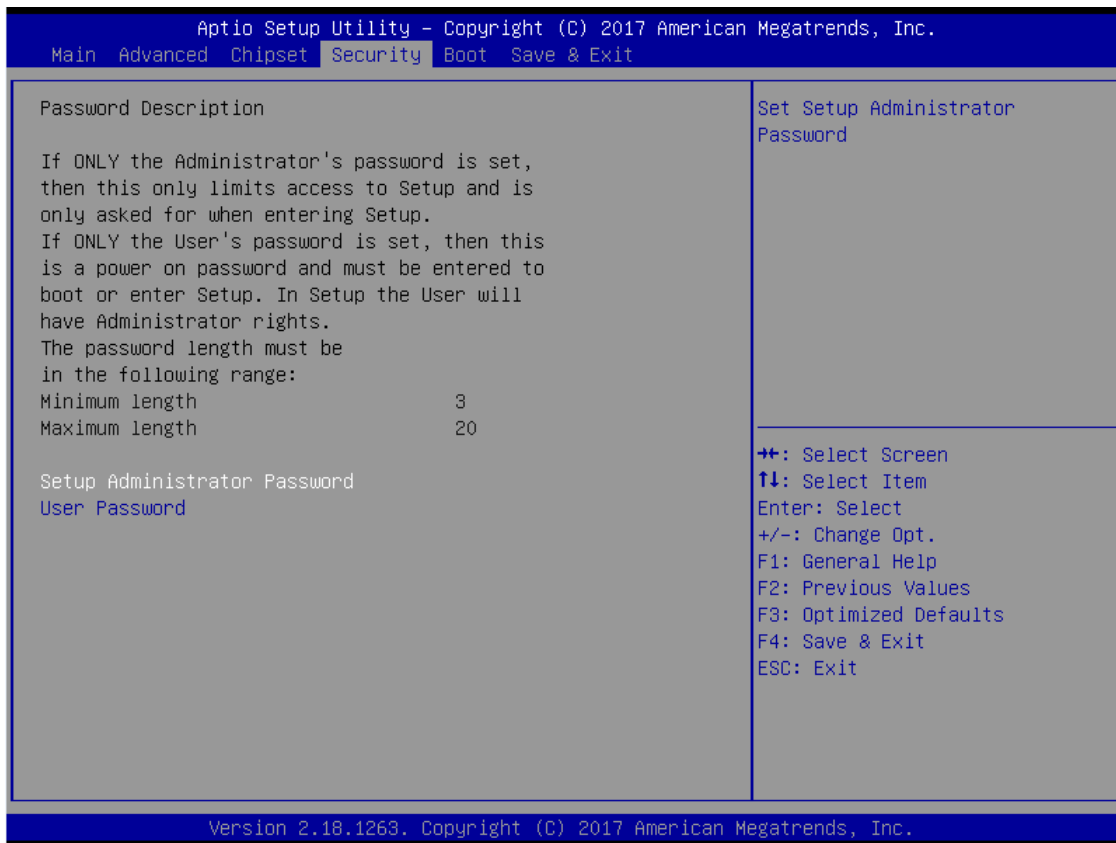 Aptio Setup Utility – Copyright (C) 2017 American Megatrends, Inc.
Main Advanced Chipset Security Boot Save & Exit
Password Description
If ONLY the Administrator's password is set,
then this only limits access to Setup and is
only asked for when entering Setup.
If ONLY the User's password is set, then this
is a power on password and must be entered to
boot or enter Setup. In Setup the User will
have Administrator rights.
The password length must be
in the following range:
Minimum length 3
Maximum length 20
Setup Administrator Password
User Password
Set Setup Administrator
Password
→←: Select Screen
↑↓: Select Item
Enter: Select
+/-: Change Opt.
F1: General Help
F2: Previous Values
F3: Optimized Defaults
F4: Save & Exit
ESC: Exit
Version 2.18.1263. Copyright (C) 2017 American Megatrends, Inc.